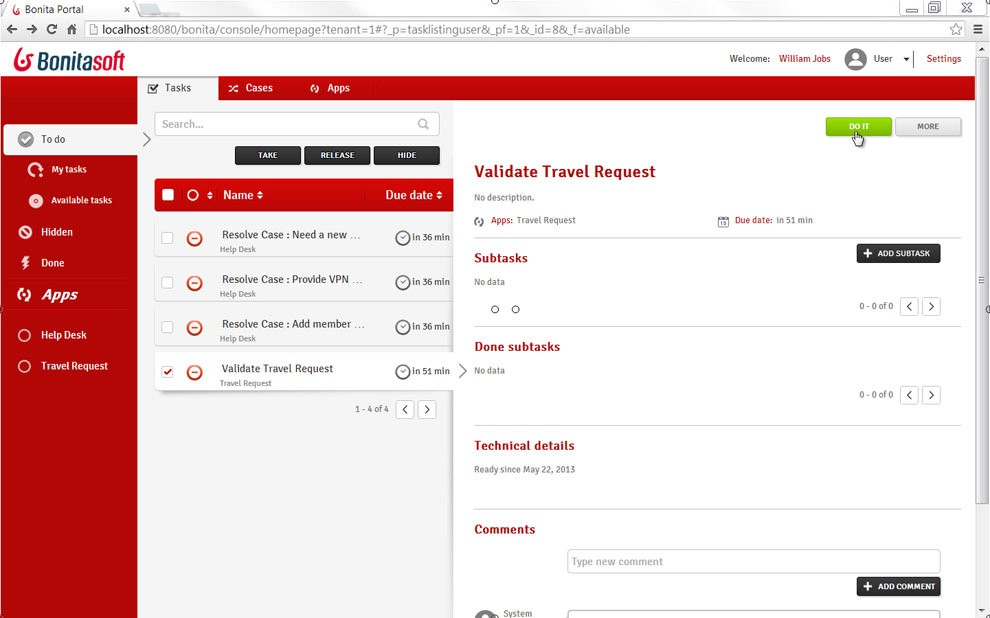 Bonita Portal
localhost:8080/bonita/console/homepage?tenant=1#?_p=tasklistinguser&_pf=1&_id=8&_f=available
Bonitasoft
Welcome: William Jobs User Settings
Tasks Cases Apps
To do
My tasks
Available tasks
Hidden
Done
Apps
Help Desk
Travel Request
Search...
TAKE RELEASE HIDE
Name Due date
Resolve Case : Need a new ... in 36 min
Help Desk
Resolve Case : Provide VPN ... in 36 min
Help Desk
Resolve Case : Add member ... in 36 min
Help Desk
Validate Travel Request in 51 min
Travel Request
1 - 4 of 4
DO IT MORE
Validate Travel Request
No description.
Apps: Travel Request 15 Due date: in 51 min
Subtasks + ADD SUBTASK
No data
0 - 0 of 0
Done subtasks
No data
0 - 0 of 0
Technical details
Ready since May 22, 2013
Comments
Type new comment
+ ADD COMMENT
System